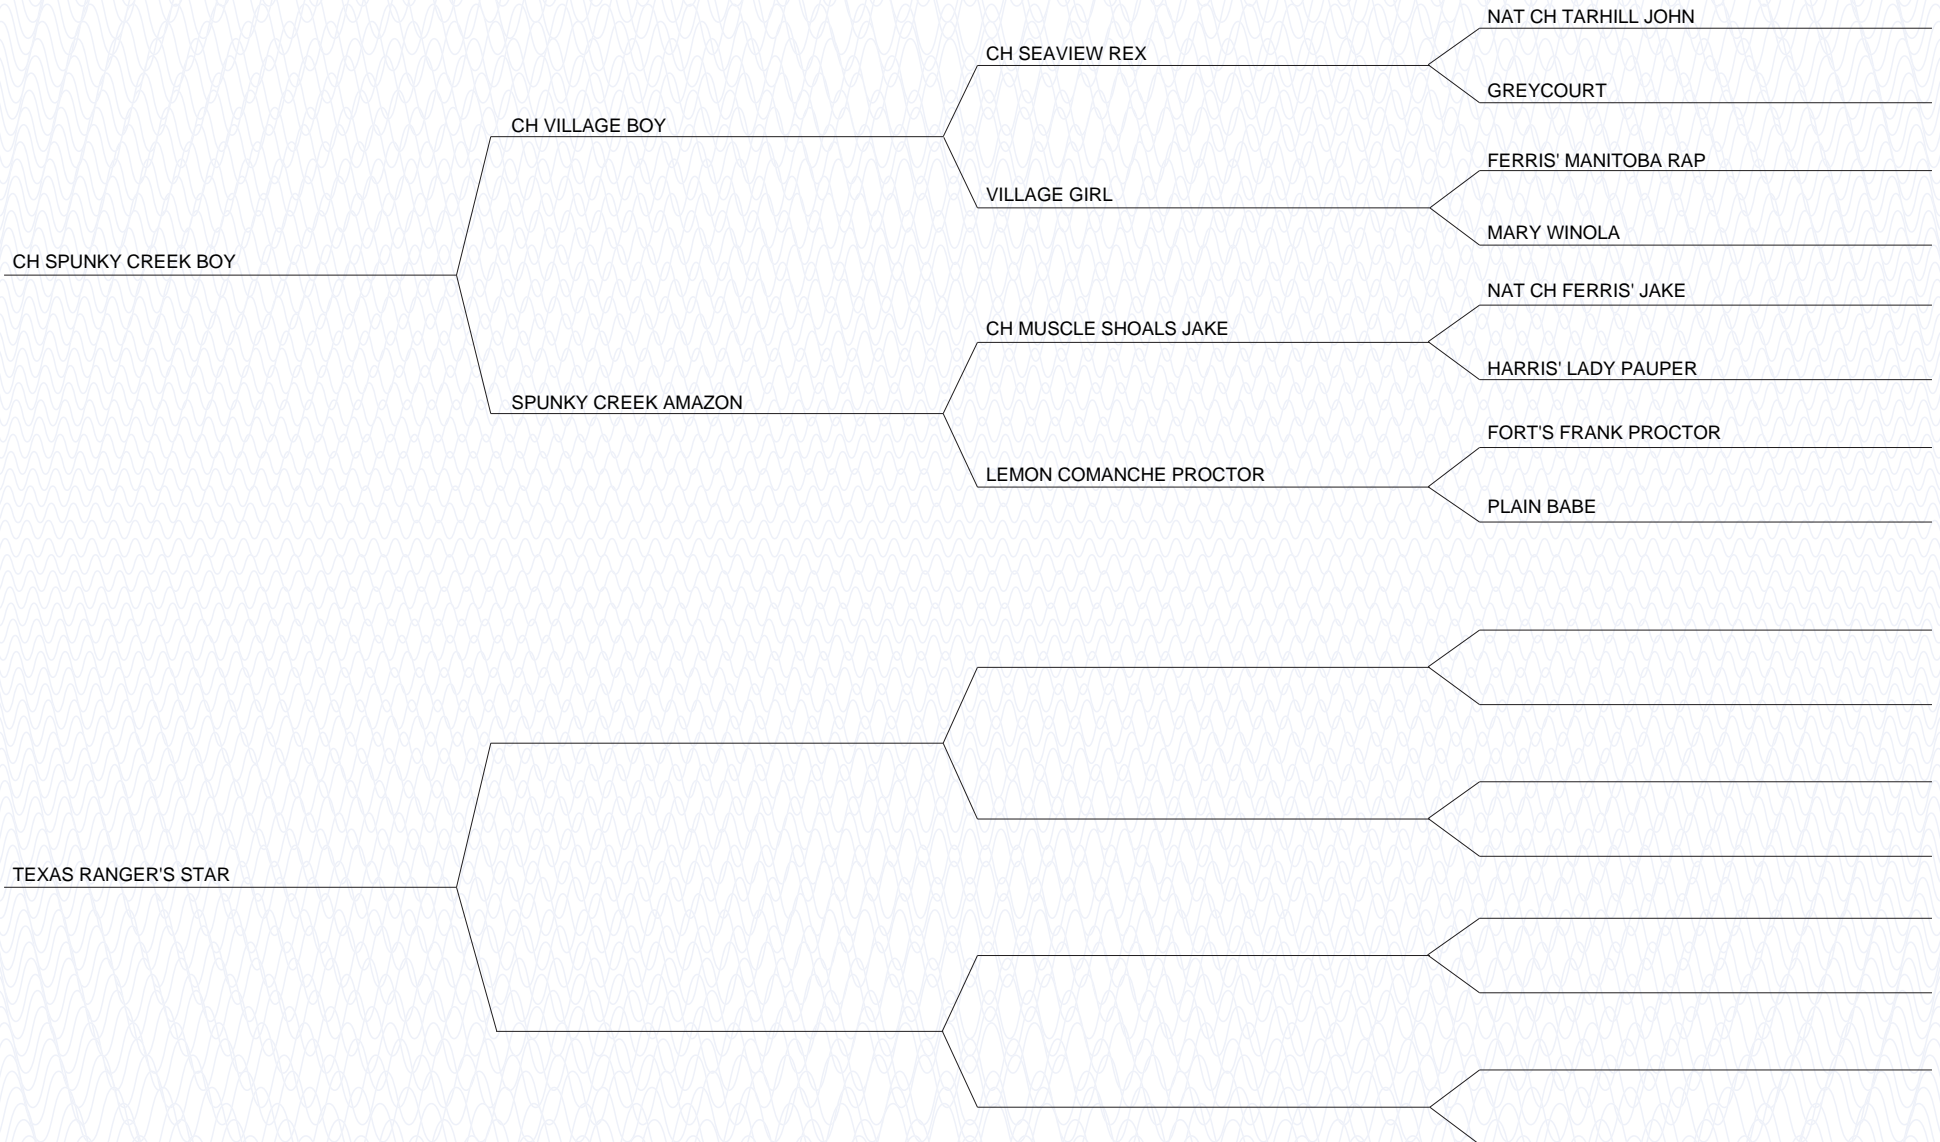 NAT CH TARHILL JOHN
CH SEAVIEW REX
GREYCOURT
CH VILLAGE BOY
FERRIS' MANITOBA RAP
VILLAGE GIRL
MARY WINOLA
CH SPUNKY CREEK BOY
NAT CH FERRIS' JAKE
CH MUSCLE SHOALS JAKE
HARRIS' LADY PAUPER
SPUNKY CREEK AMAZON
FORT'S FRANK PROCTOR
LEMON COMANCHE PROCTOR
PLAIN BABE
TEXAS RANGER'S STAR